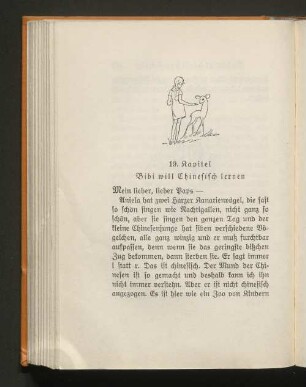 19. Kapitel
Bibi will Chinesisch lernen
Mein lieber, lieber Paps —
Aniela hat zwei Harzer Kanarienvögel, die fast
so schön singen wie Nachtigallen, nicht ganz so
schön, aber sie singen den ganzen Tag und der
kleine Chinesenjunge hat sieben verschiedene Vö-
gelchen, alle ganz winzig und er muß furchtbar
aufpassen, denn wenn sie das geringste bischen
Zug bekommen, dann sterben sie. Er sagt immer
l statt r. Das ist chinesisch. Der Mund der Chi-
nesen ist so gemacht und deshalb kann ich ihn
nicht immer verstehn. Aber er ist nicht chinesisch
angezogen. Es ist hier wie ein Zoo von Kindern